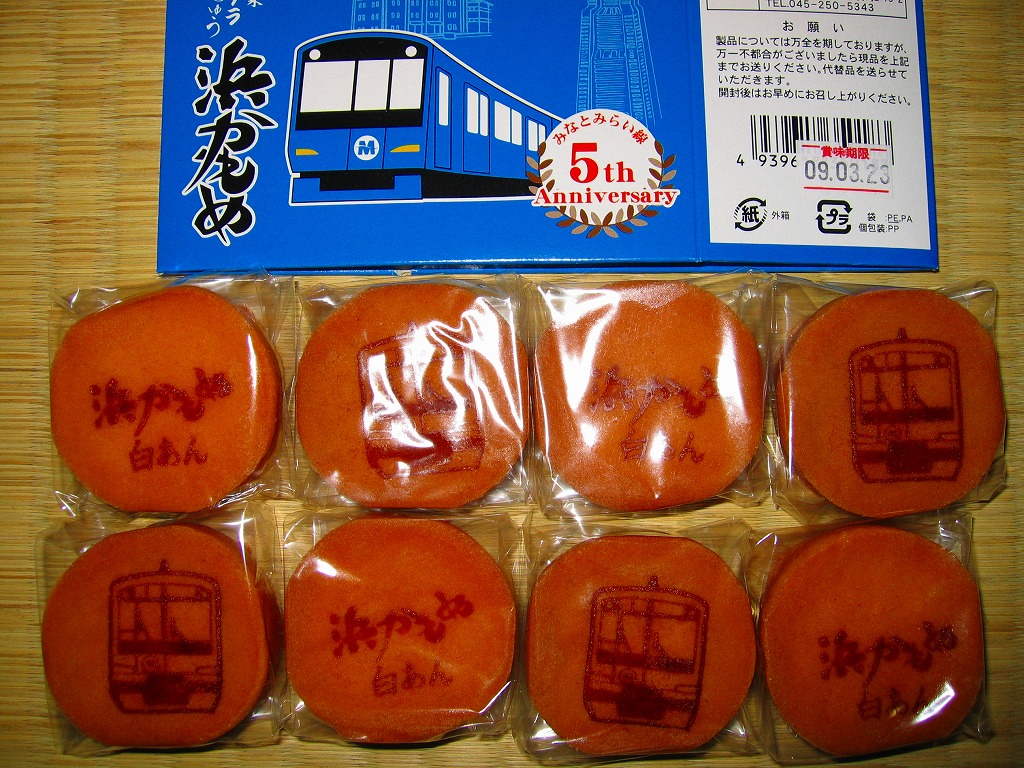 浜かもめ
M
みなとみらい線
5th
Anniversary
TEL.045-250-5343
お願い
製品については万全を期しておりますが、
万一不都合がございましたら現品を上記
までお送りください。代替品を送らせて
いただきます。
開封後はお早めにお召し上がりください。
4 9396
賞味期限
09.03.23
紙 外箱
プラ 袋 :PE.PA
個包装:PP
浜かもめ
白あん
浜かもめ
白あん
浜かもめ
白あん
浜かもめ
白あん